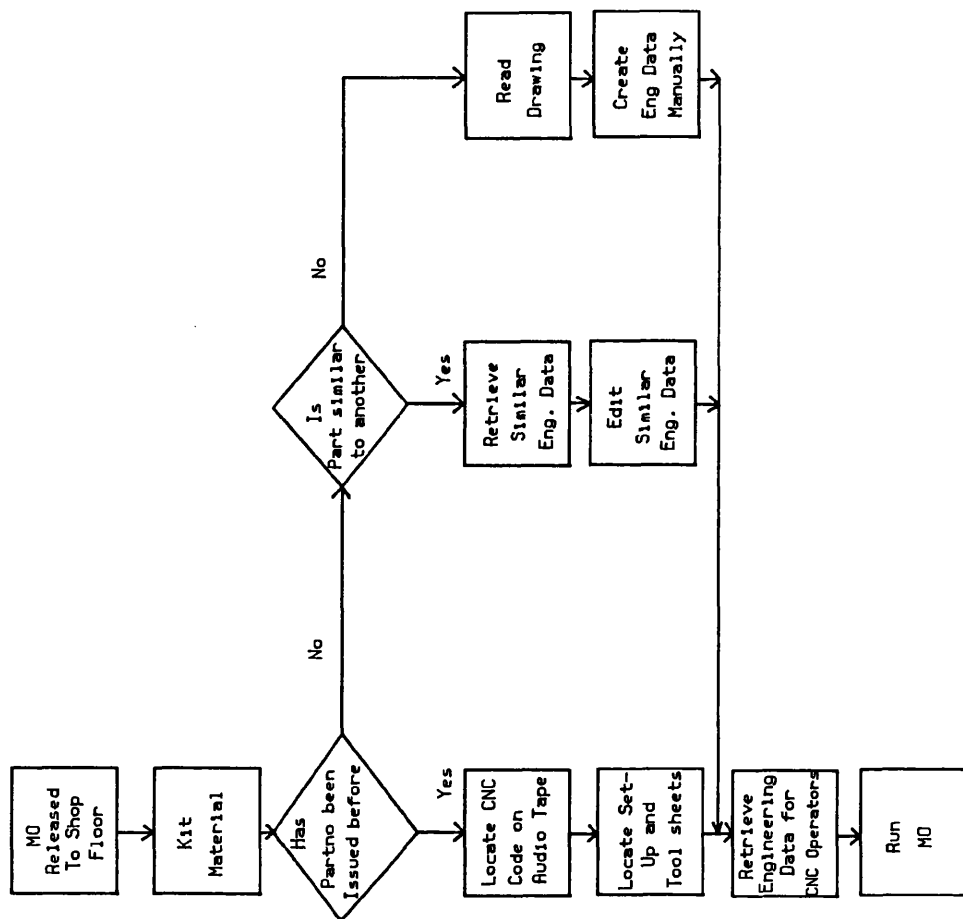 MO
Released
To Shop
Floor
Kit
Material
Has
Partno been
Issued before
No
Yes
Is
Part similar
to another
No
Yes
Locate CNC
Code on
Audio Tape
Retrieve
Similar
Eng. Data
Read
Drawing
Locate Set-
Up and
Tool sheets
Edit
Similar
Eng. Data
Create
Eng Data
Manually
Retrieve
Engineering
Data for
CNC Operators
Run
MO